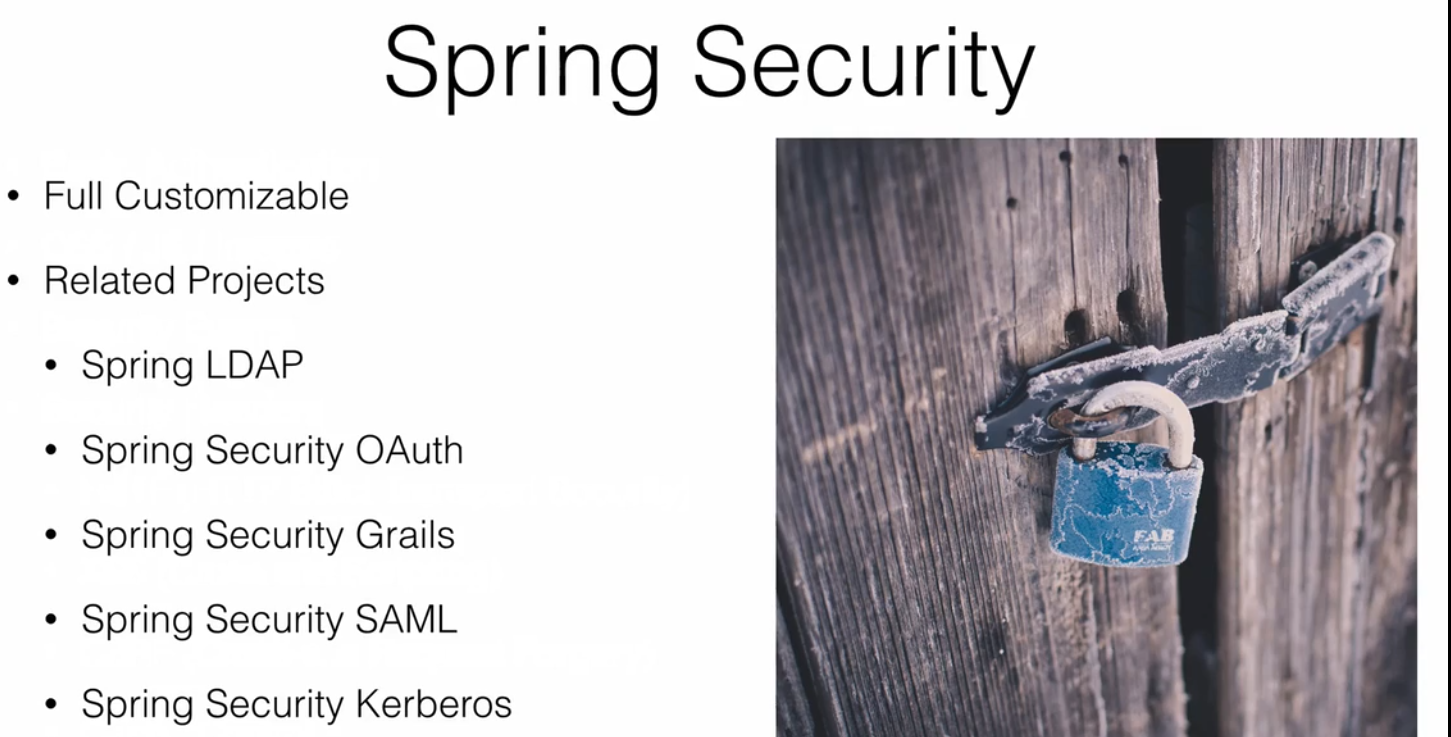 Spring Security
• Full Customizable
• Related Projects
• Spring LDAP
• Spring Security OAuth
• Spring Security Grails
• Spring Security SAML
• Spring Security Kerberos
FAB